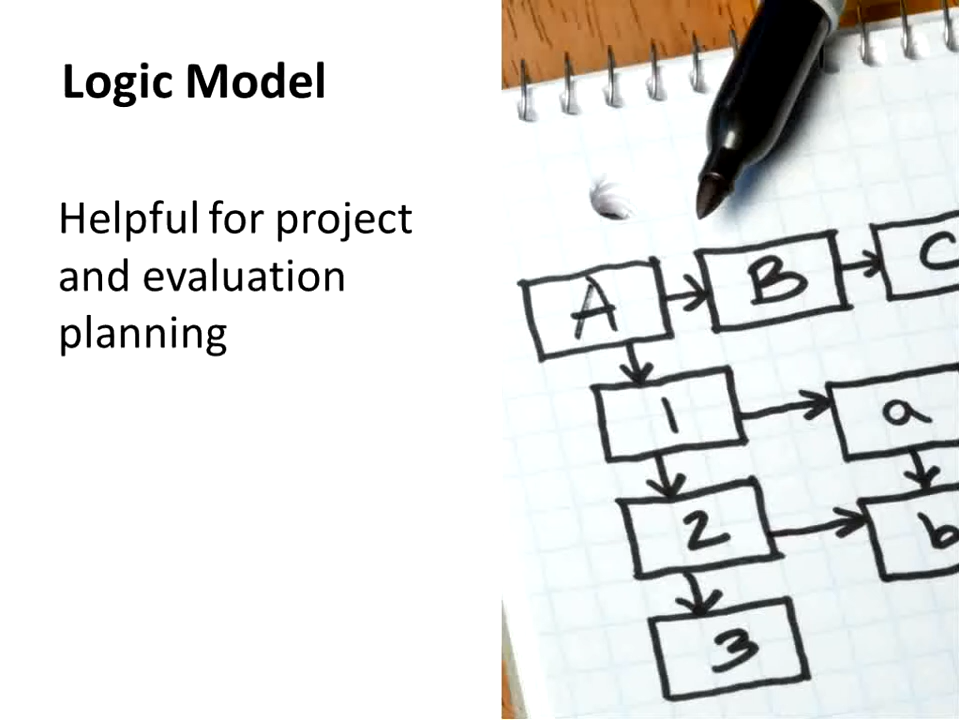 Logic Model
Helpful for project
and evaluation
planning
A B C
1 a
2 b
3